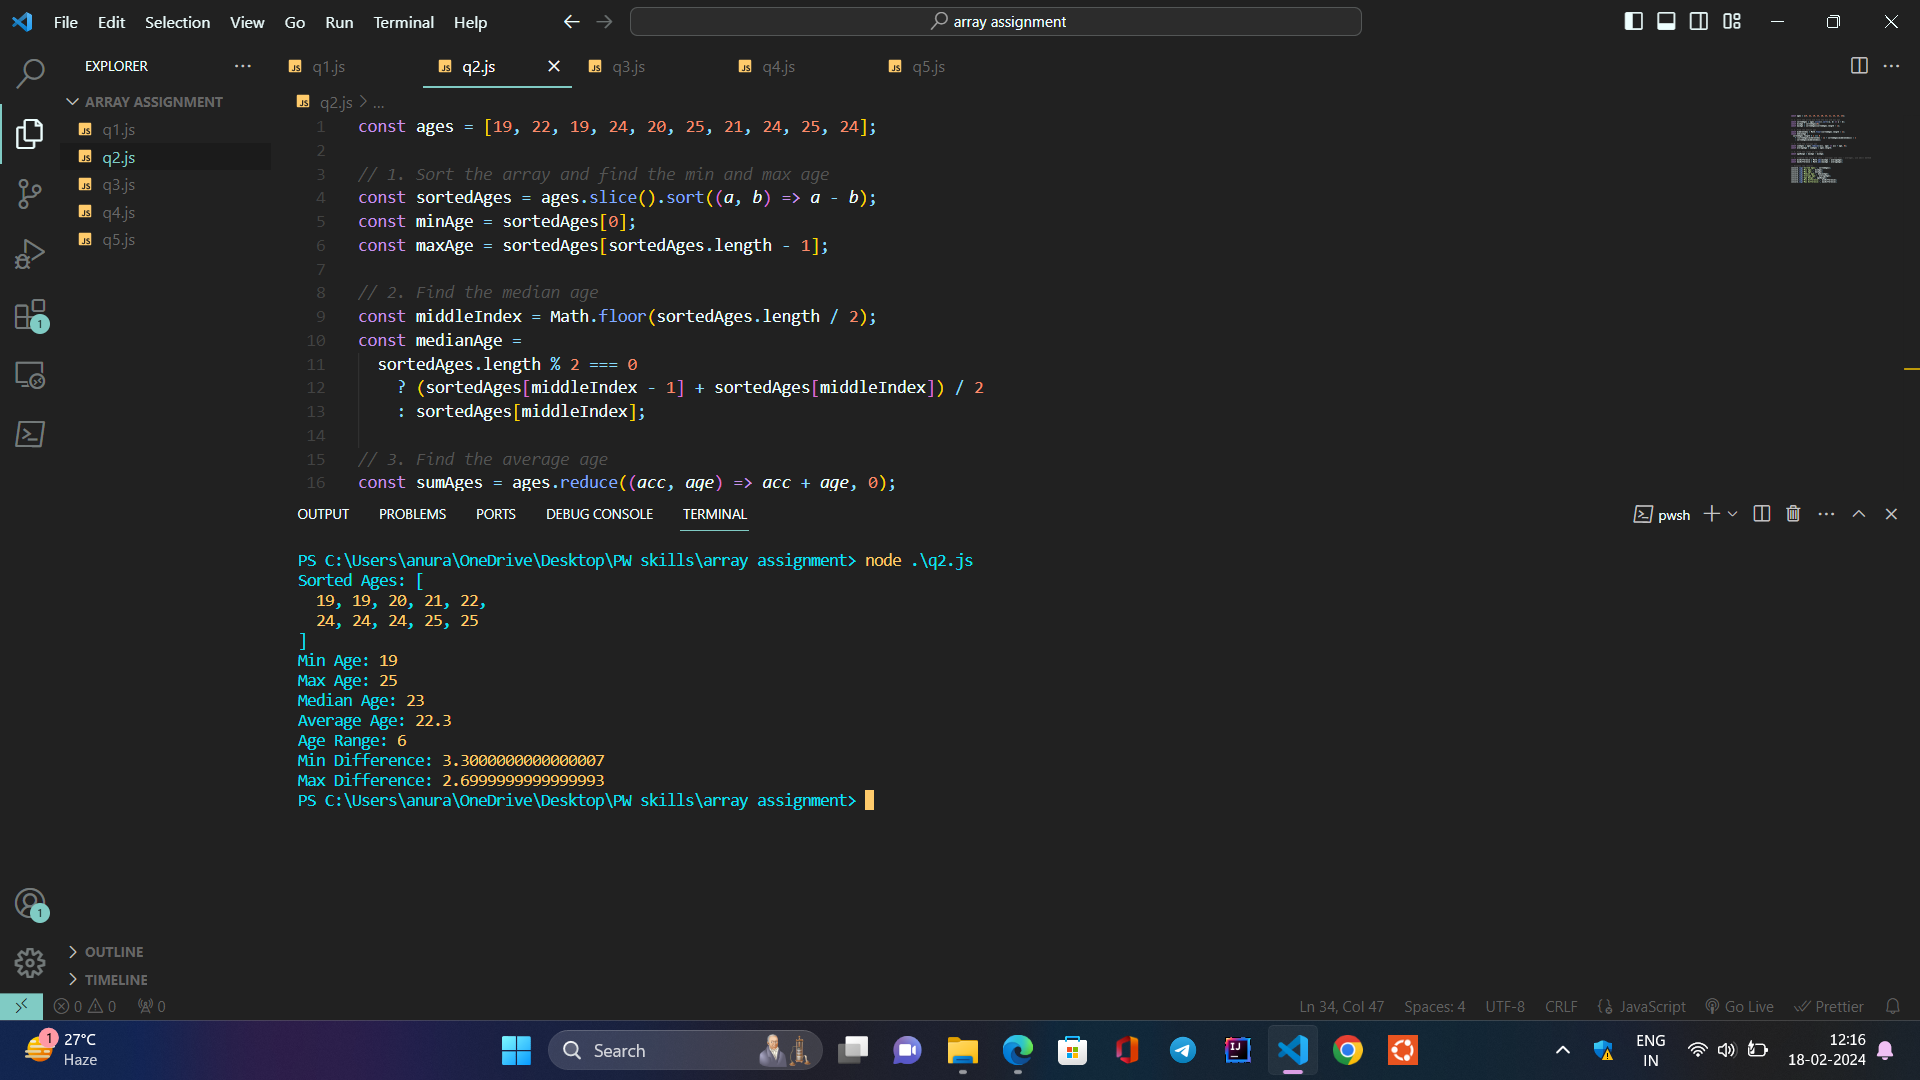 File Edit Selection View Go Run Terminal Help
array assignment
EXPLORER
q1.js
q2.js
q3.js
q4.js
q5.js
ARRAY ASSIGNMENT
q1.js
q2.js
q3.js
q4.js
q5.js
q2.js > ...
1 const ages = [19, 22, 19, 24, 20, 25, 21, 24, 25, 24];
2
3 // 1. Sort the array and find the min and max age
4 const sortedAges = ages.slice().sort((a, b) => a - b);
5 const minAge = sortedAges[0];
6 const maxAge = sortedAges[sortedAges.length - 1];
7
8 // 2. Find the median age
9 const middleIndex = Math.floor(sortedAges.length / 2);
10 const medianAge =
11 sortedAges.length % 2 === 0
12 ? (sortedAges[middleIndex - 1] + sortedAges[middleIndex]) / 2
13 : sortedAges[middleIndex];
14
15 // 3. Find the average age
16 const sumAges = ages.reduce((acc, age) => acc + age, 0);
OUTPUT PROBLEMS PORTS DEBUG CONSOLE TERMINAL
pwsh
PS C:\Users\anura\OneDrive\Desktop\PW skills\array assignment> node .\q2.js
Sorted Ages: [
19, 19, 20, 21, 22,
24, 24, 24, 25, 25
]
Min Age: 19
Max Age: 25
Median Age: 23
Average Age: 22.3
Age Range: 6
Min Difference: 3.3000000000000007
Max Difference: 2.6999999999999993
PS C:\Users\anura\OneDrive\Desktop\PW skills\array assignment>
1
1
OUTLINE
TIMELINE
0 0 0
Ln 34, Col 47 Spaces: 4 UTF-8 CRLF {} JavaScript Go Live Prettier
1
27°C
Haze
Search
IJ
ENG
IN
12:16
18-02-2024